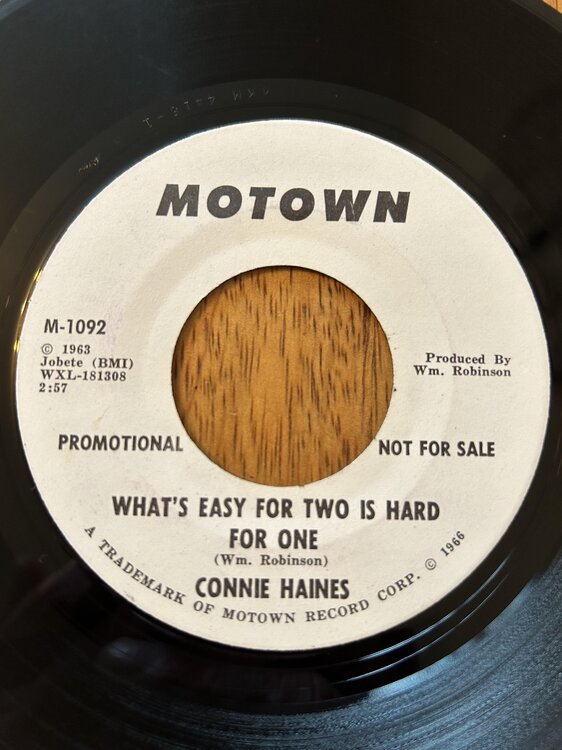 MOTOWN
M-1092
© 1963
Jobete (BMI)
WXL-181308
2:57
Produced By
Wm. Robinson
PROMOTIONAL
NOT FOR SALE
WHAT'S EASY FOR TWO IS HARD
FOR ONE
(Wm. Robinson)
CONNIE HAINES
A TRADEMARK OF MOTOWN RECORD CORP. © 1966